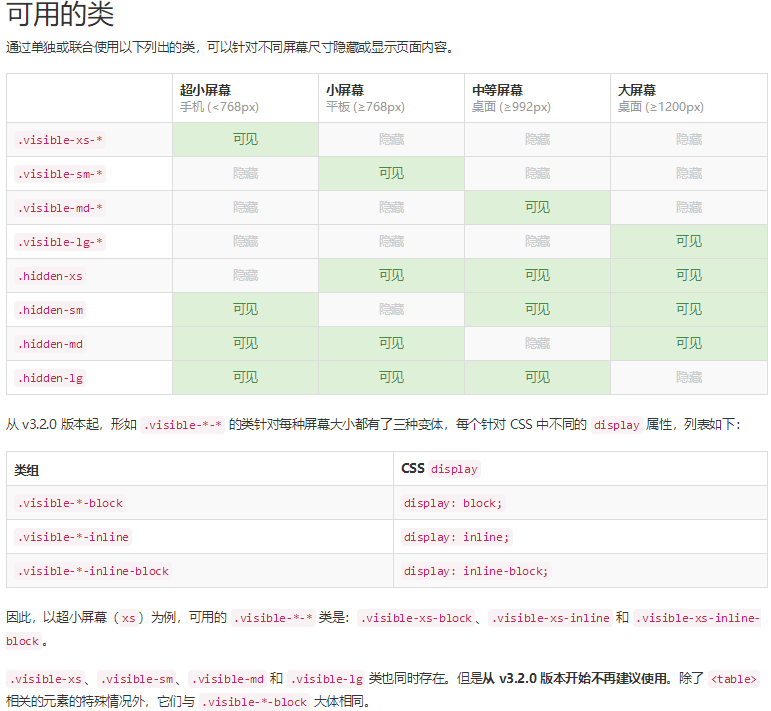 可用的类
通过单独或联合使用以下列出的类，可以针对不同屏幕尺寸隐藏或显示页面内容。
超小屏幕 小屏幕 中等屏幕 大屏幕
手机 (<768px) 平板 (≥768px) 桌面 (≥992px) 桌面 (≥1200px)
.visible-xs-* 可见 隐藏 隐藏 隐藏
.visible-sm-* 隐藏 可见 隐藏 隐藏
.visible-md-* 隐藏 隐藏 可见 隐藏
.visible-lg-* 隐藏 隐藏 隐藏 可见
.hidden-xs 隐藏 可见 可见 可见
.hidden-sm 可见 隐藏 可见 可见
.hidden-md 可见 可见 隐藏 可见
.hidden-lg 可见 可见 可见 隐藏
从 v3.2.0 版本起，形如 .visible-*-* 的类针对每种屏幕大小都有了三种变体，每个针对 CSS 中不同的 display 属性，列表如下：
类组 CSS display
.visible-*-block display: block;
.visible-*-inline display: inline;
.visible-*-inline-block display: inline-block;
因此，以超小屏幕（xs）为例，可用的 .visible-*-* 类是：.visible-xs-block、.visible-xs-inline 和 .visible-xs-inline-
block。
.visible-xs、.visible-sm、.visible-md 和 .visible-lg 类也同时存在。但是从 v3.2.0 版本开始不再建议使用。除了 <table>
相关的元素的特殊情况外，它们与 .visible-*-block 大体相同。